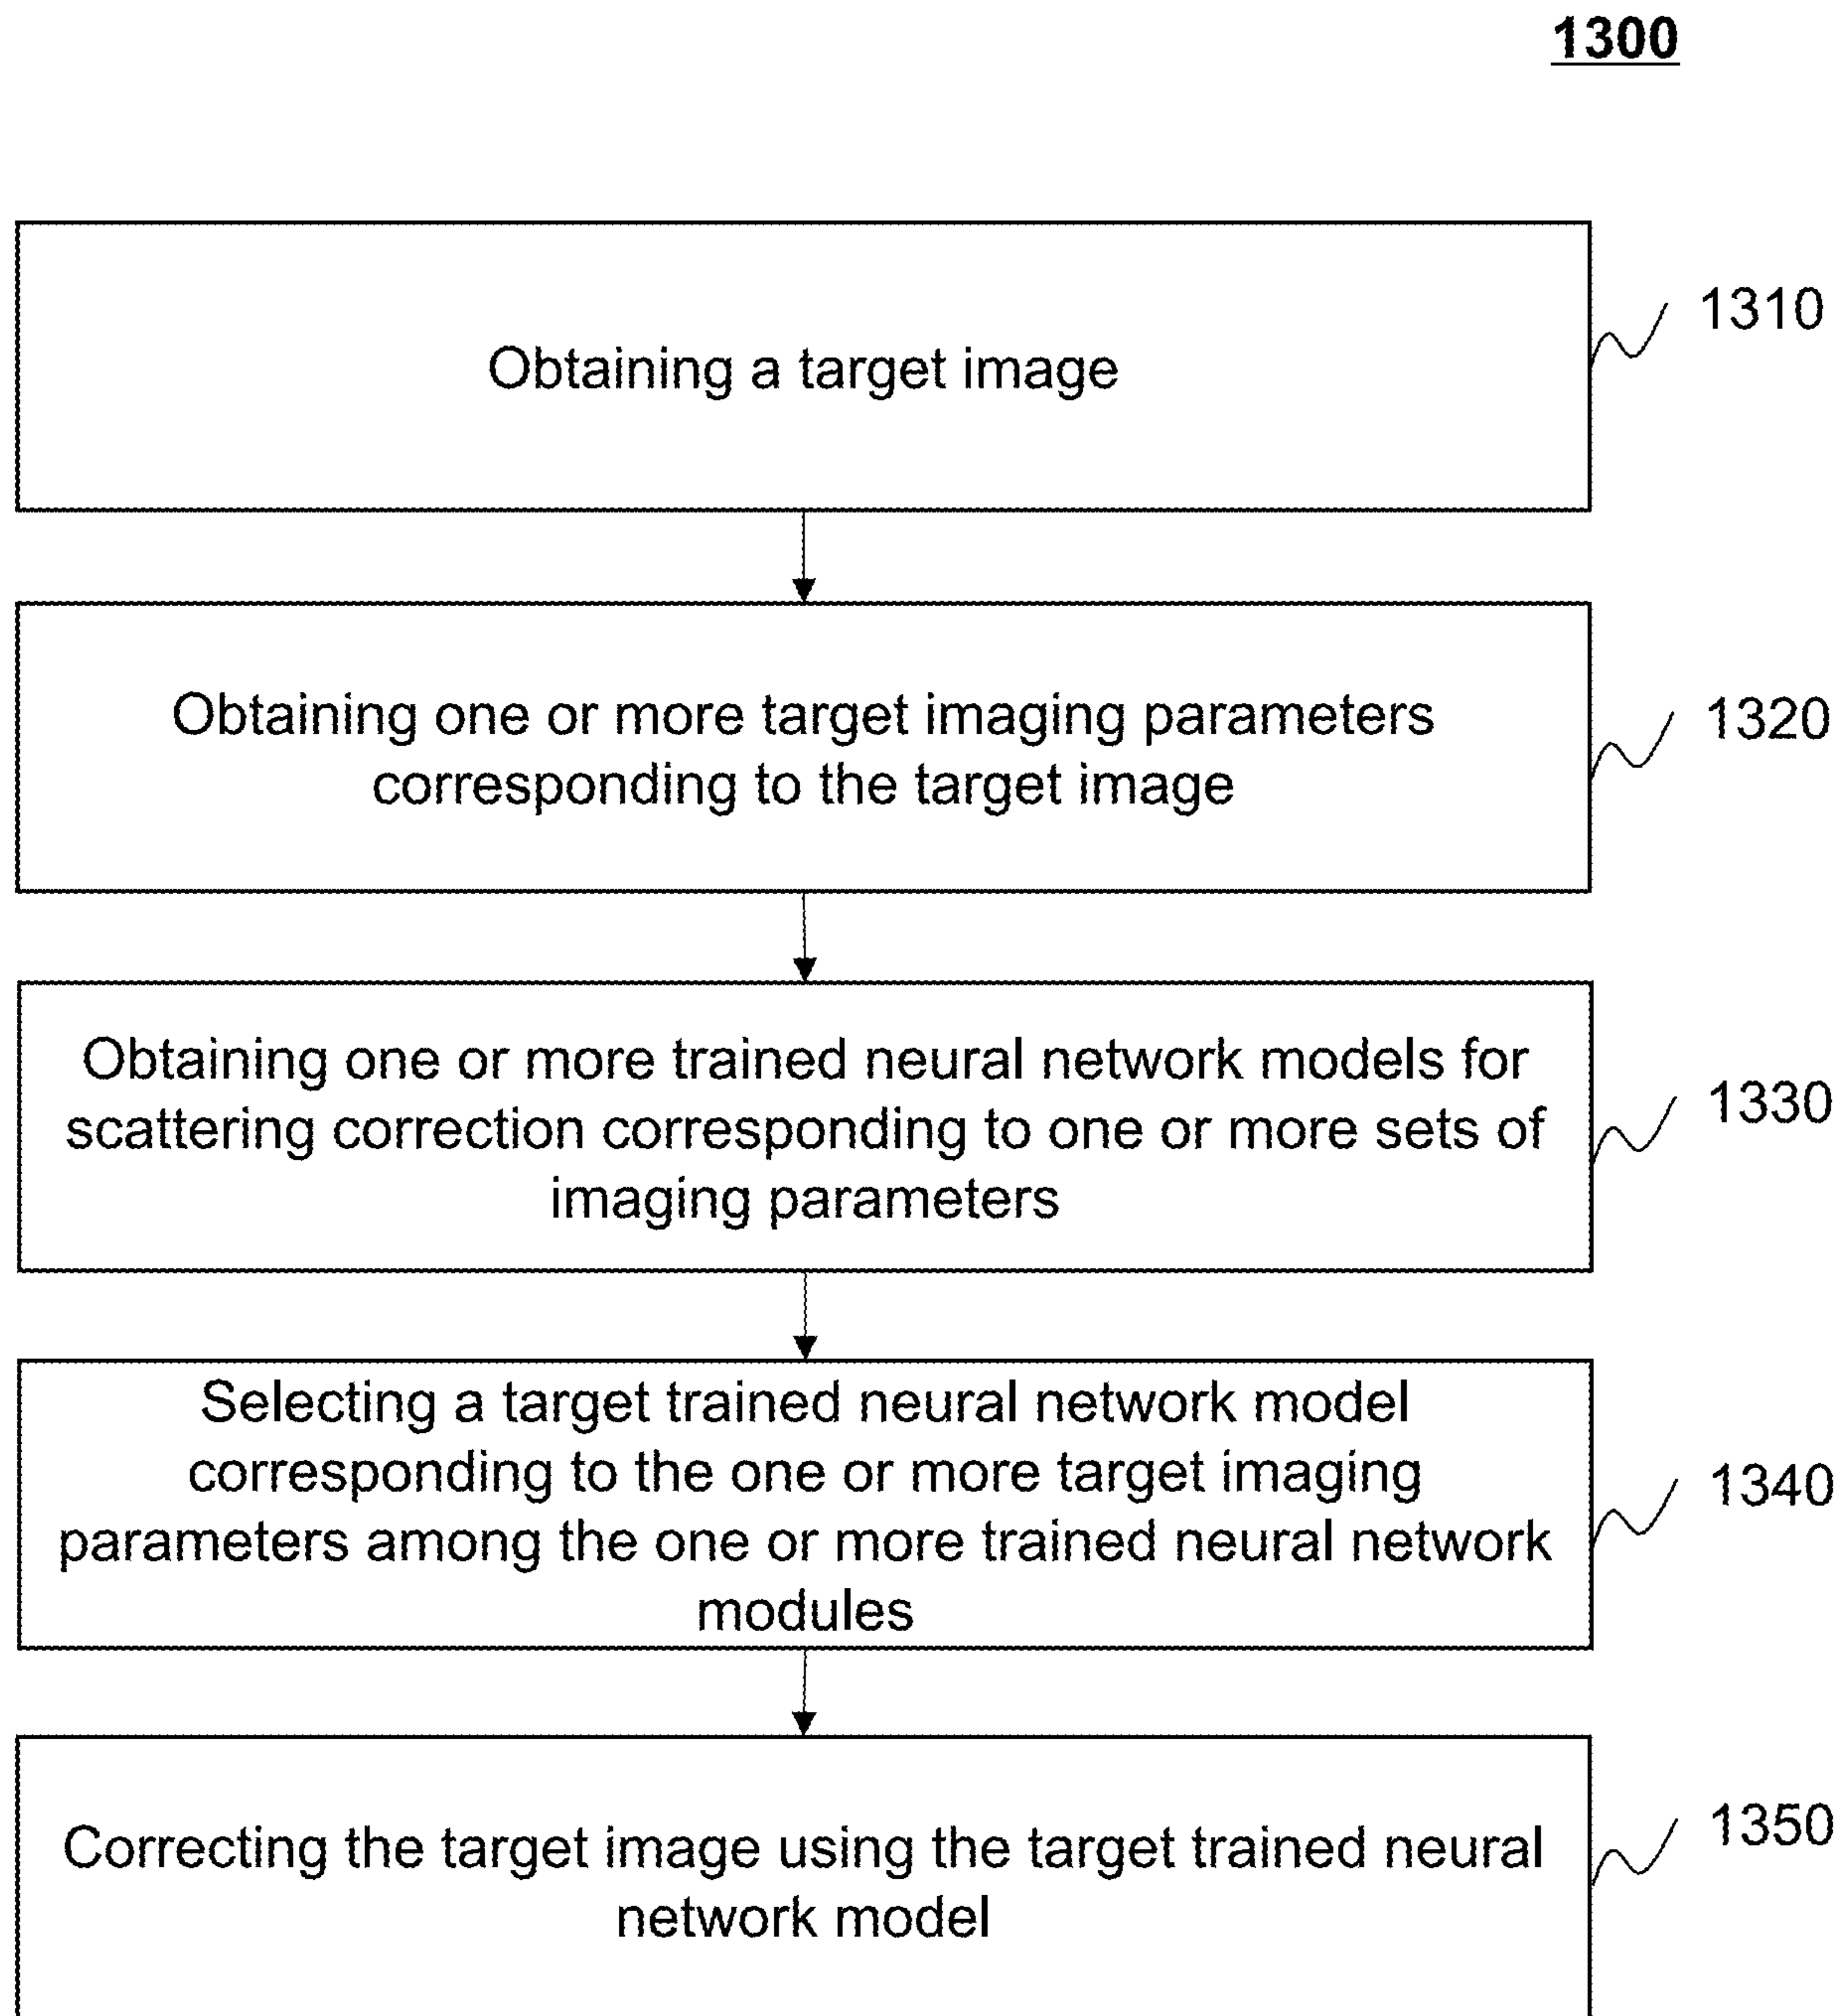 1300
Obtaining a target image
1310
Obtaining one or more target imaging parameters
corresponding to the target image
1320
Obtaining one or more trained neural network models for
scattering correction corresponding to one or more sets of
imaging parameters
1330
Selecting a target trained neural network model
corresponding to the one or more target imaging
parameters among the one or more trained neural network
modules
1340
Correcting the target image using the target trained neural
network model
1350